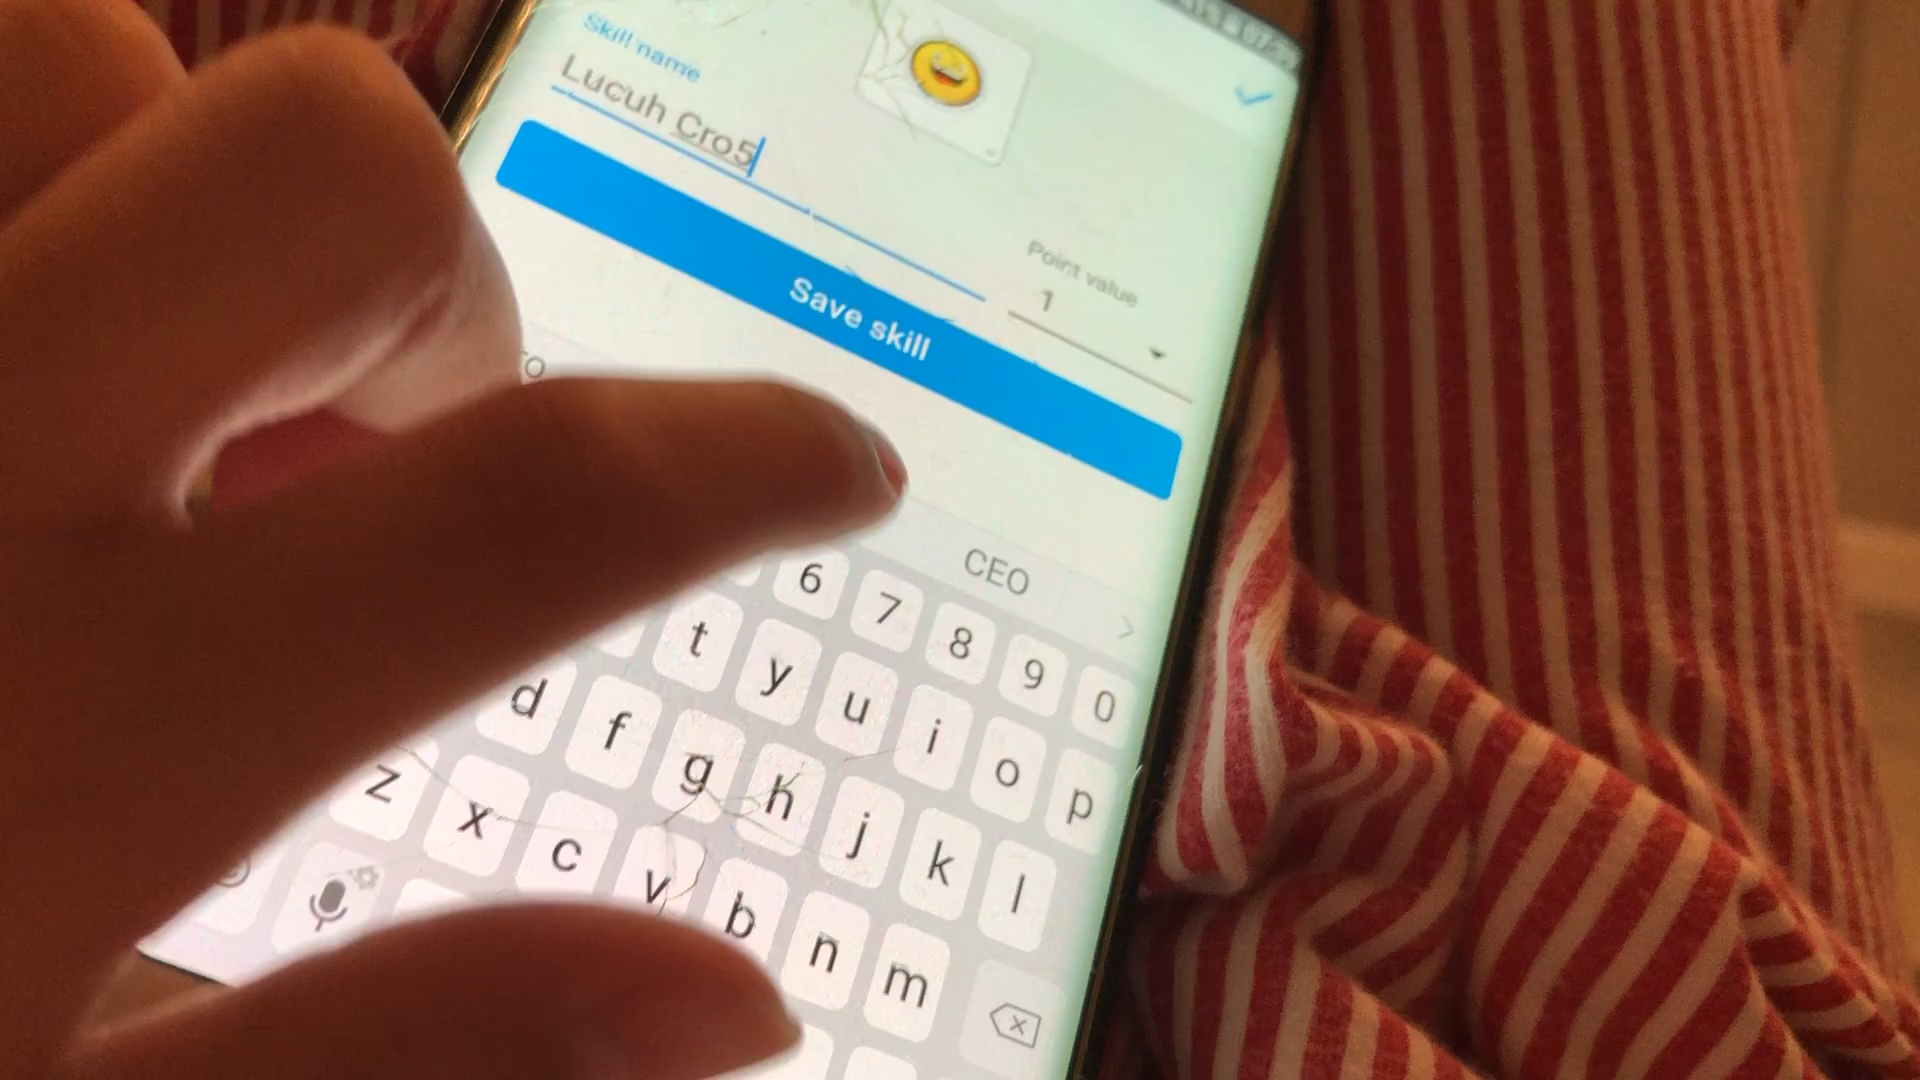 Skill name
Lucuh Cro5
Point value
1
Save skill
CEO
6 7 8 9 0
t y u i o p
d f g h j k l
z x c v b n m